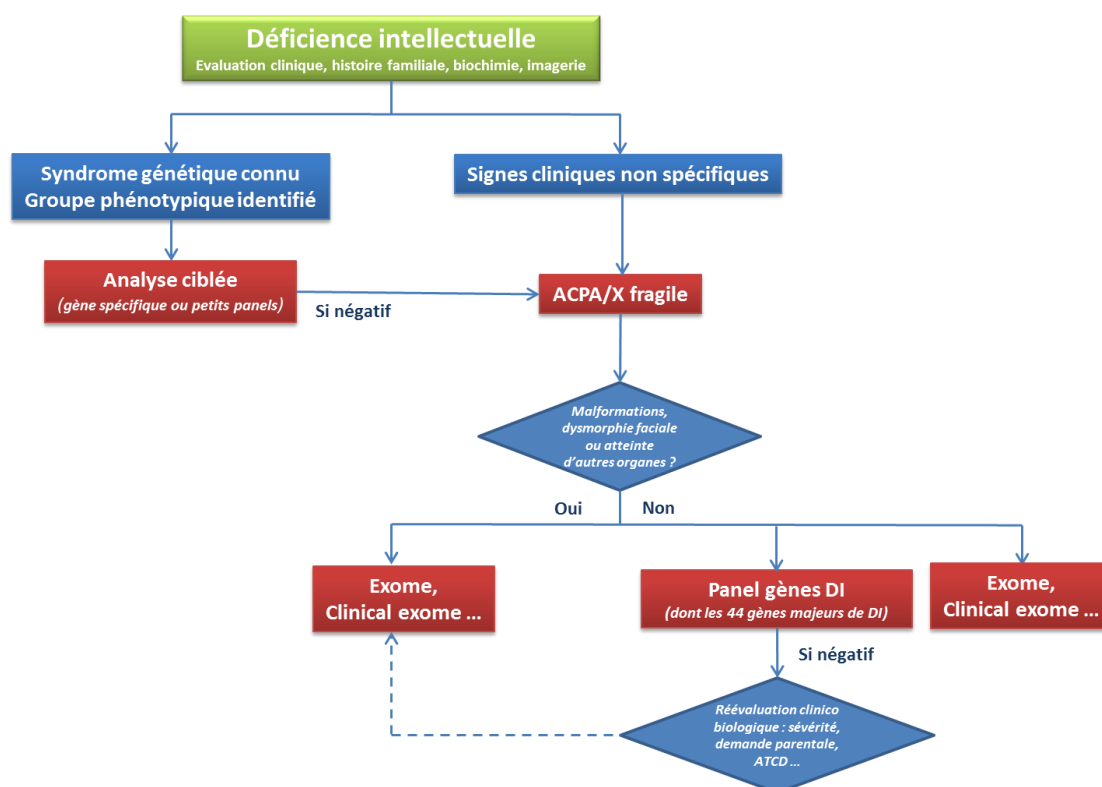 Déficience intellectuelle
Evaluation clinique, histoire familiale, biochimie, imagerie
Syndrome génétique connu
Groupe phénotypique identifié
Signes cliniques non spécifiques
Analyse ciblée
(gène spécifique ou petits panels)
Si négatif
ACPA/X fragile
Malformations,
dysmorphie faciale
ou atteinte
d'autres organes ?
Oui
Non
Exome,
Clinical exome ...
Panel gènes DI
(dont les 44 gènes majeurs de DI)
Exome,
Clinical exome ...
Si négatif
Réévaluation clinico
biologique : sévérité,
demande parentale,
ATCD ...